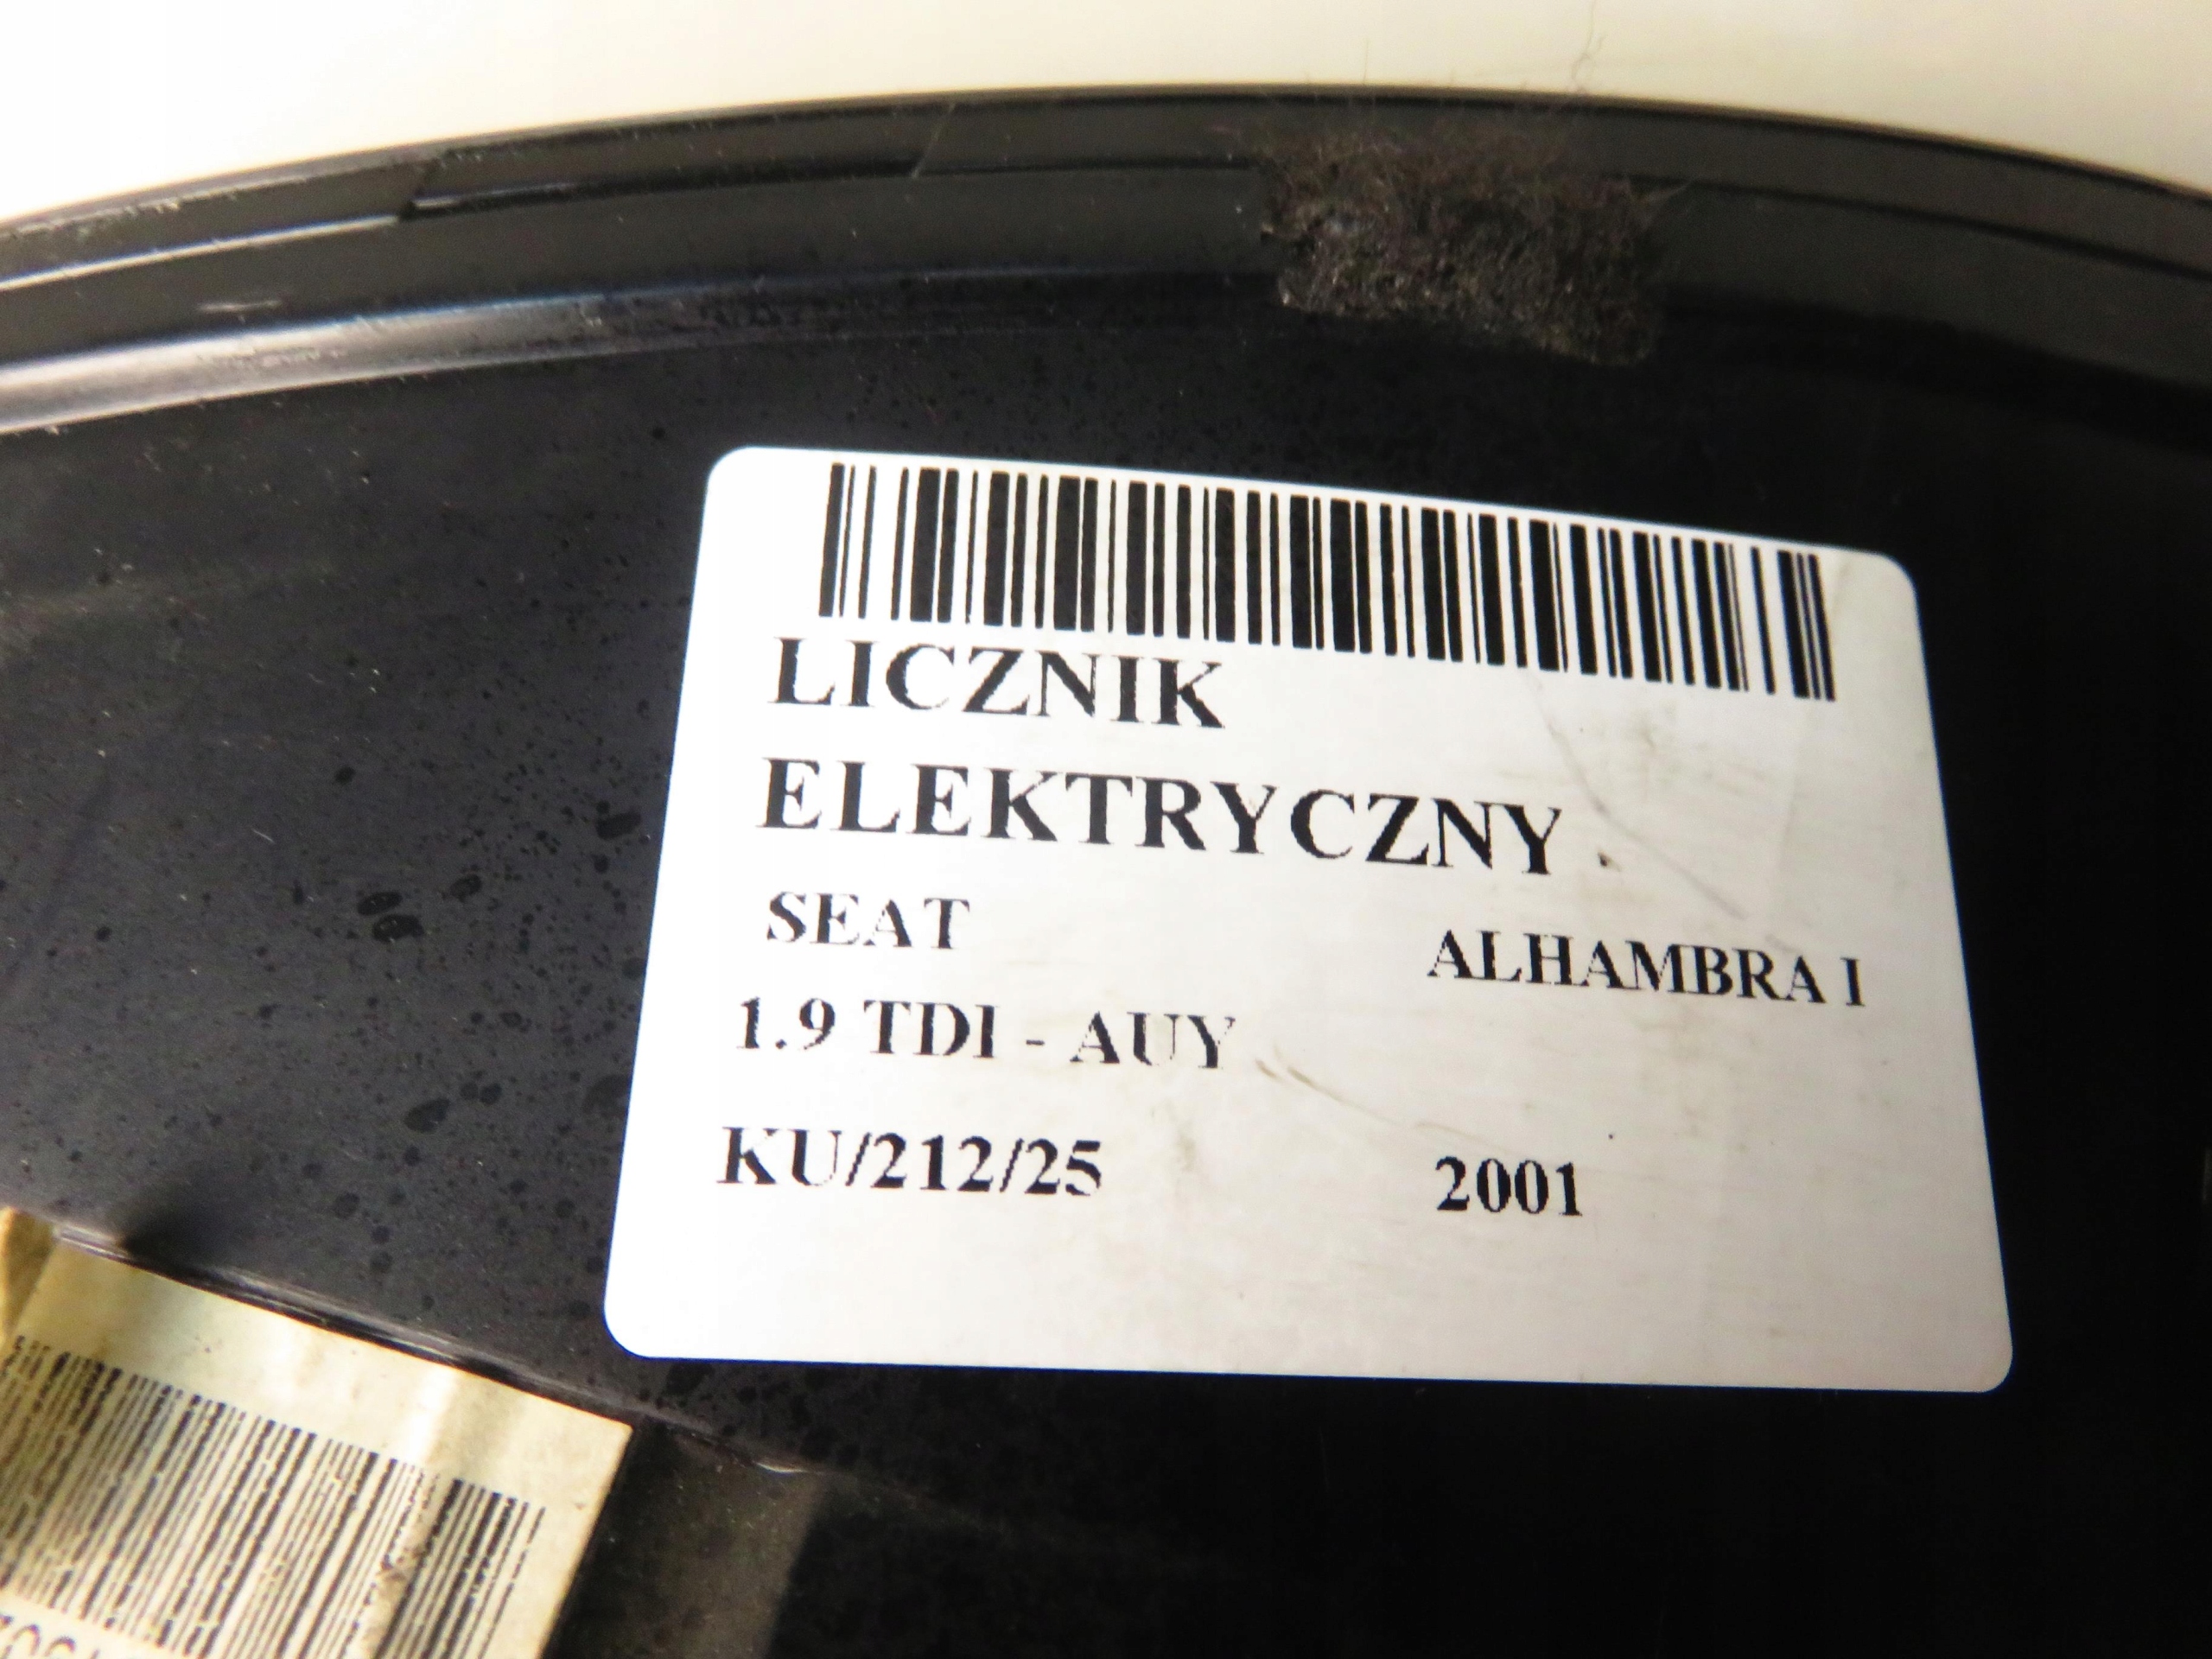 LICZNIK
ELEKTRYCZNY
SEAT ALHAMBRA I
1.9 TDI - AUY
KU/212/25 2001